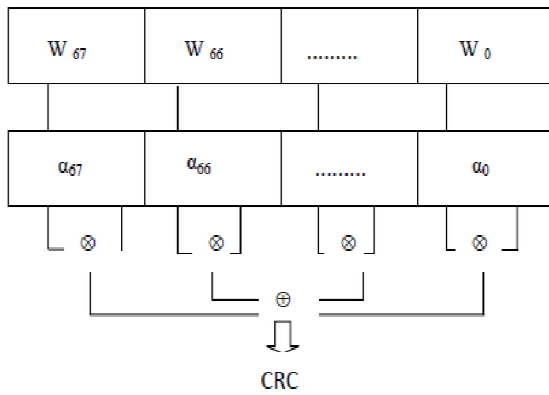 W 67 W 66 ......... W 0
α67 α66 ......... α0
⊗ ⊗ ⊗ ⊗
⊕
CRC